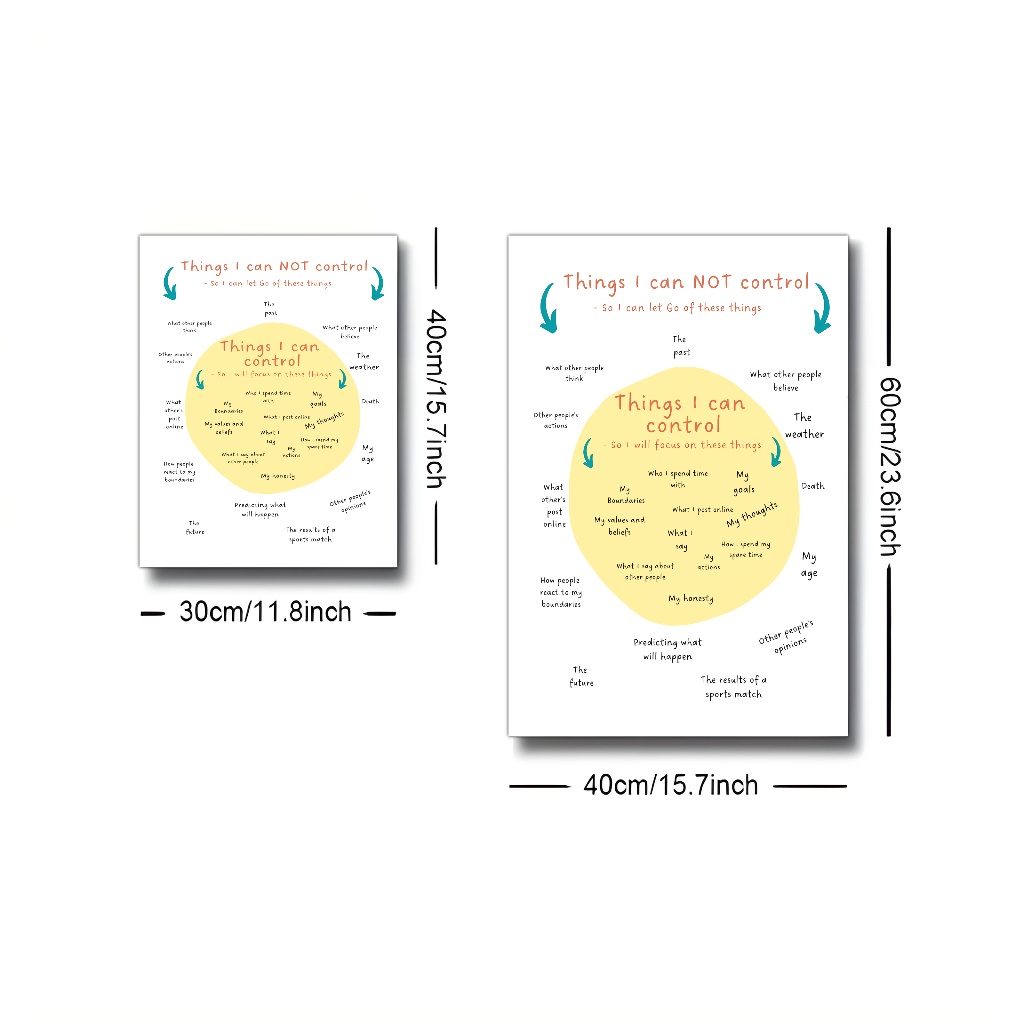 Things I can NOT control
- So I can let Go of these things
The
past
What other people
think
What other people
believe
Other people's
actions
Things I can
control
- So I will focus on these things
The
weather
Who I spend time
with
My
goals
What
other's
post
online
My
Boundaries
Death
What I post online
My thoughts
My values and
beliefs
What I
say
How I spend my
spare time
My
actions
What I say about
other people
My
age
How people
react to my
boundaries
My honesty
Other people's
opinions
Predicting what
will happen
The
future
The results of a
sports match
40cm/15.7inch
30cm/11.8inch
Things I can NOT control
- So I can let Go of these things
The
past
What other people
think
What other people
believe
Other people's
actions
Things I can
control
- So I will focus on these things
The
weather
Who I spend time
with
My
goals
What
other's
post
online
My
Boundaries
Death
What I post online
My thoughts
My values and
beliefs
What I
say
How I spend my
spare time
My
actions
What I say about
other people
My
age
How people
react to my
boundaries
My honesty
Other people's
opinions
Predicting what
will happen
The
future
The results of a
sports match
60cm/23.6inch
40cm/15.7inch